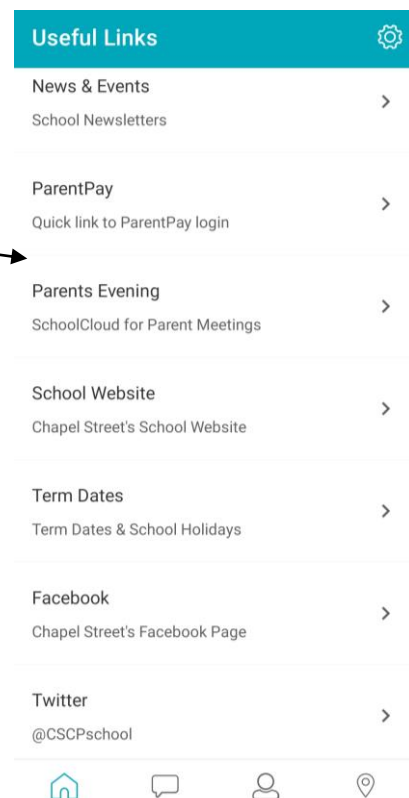 Useful Links
News & Events
School Newsletters
ParentPay
Quick link to ParentPay login
Parents Evening
SchoolCloud for Parent Meetings
School Website
Chapel Street's School Website
Term Dates
Term Dates & School Holidays
Facebook
Chapel Street's Facebook Page
Twitter
@CSCPschool